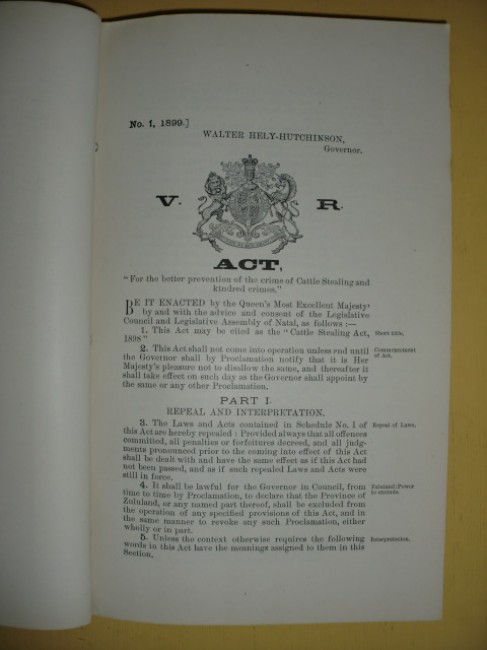 No. 1, 1899.]
WALTER HELY-HUTCHINSON,
Governor.
V. R.
ACT,
"For the better prevention of the crime of Cattle Stealing and
kindred crimes."
BE IT ENACTED by the Queen's Most Excellent Majesty'
by and with the advice and consent of the Legislative
Council and Legislative Assembly of Natal, as follows :—
1. This Act may be cited as the "Cattle Stealing Act, Short title.
1898"
2. This Act shall not come into operation unless and until Commencement
the Governor shall by Proclamation notify that it is Her of Act.
Majesty's pleasure not to disallow the same, and thereafter it
shall take effect on such day as the Governor shall appoint by
the same or any other Proclamation.
PART I.
REPEAL AND INTERPRETATION.
3. The Laws and Acts contained in Schedule No. 1 of Repeal of Laws.
this Act are hereby repealed : Provided always that all offences
committed, all penalties or forfeitures decreed, and all judg-
ments pronounced prior to the coming into effect of this Act
shall be dealt with and have the same effect as if this Act had
not been passed, and as if such repealed Laws and Acts were
still in force.
4. It shall be lawful for the Governor in Council, from Zululand: Power
time to time by Proclamation, to declare that the Province of to exclude.
Zululand, or any named part thereof, shall be excluded from
the operation of any specified provisions of this Act, and in
the same manner to revoke any such Proclamation, either
wholly or in part.
5. Unless the context otherwise requires the following Interpretation.
words in this Act have the meanings assigned to them in this
Section.